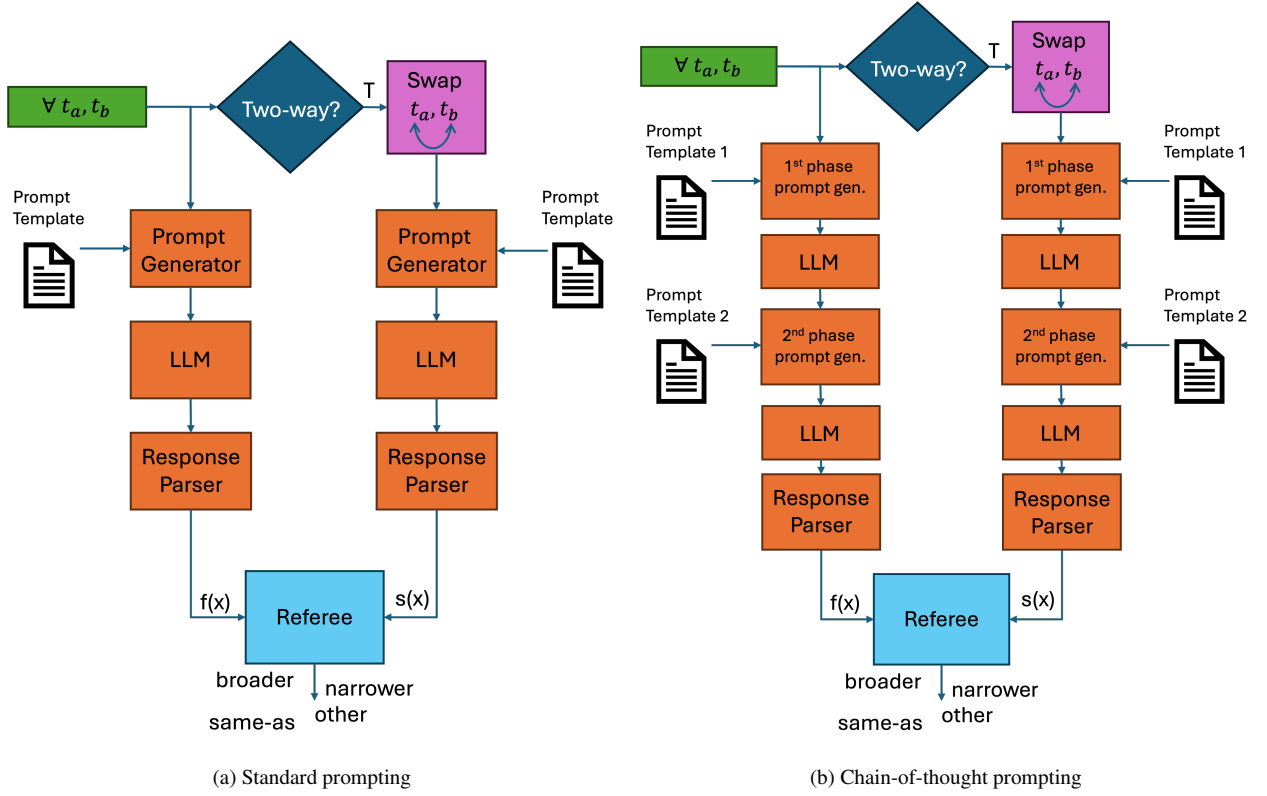 ∀ tₐ, t_b
Two-way?
T
Swap
tₐ, t_b
Prompt
Template
Prompt
Generator
Prompt
Generator
Prompt
Template
LLM
LLM
Response
Parser
Response
Parser
f(x)
Referee
s(x)
broader
narrower
same-as
other
(a) Standard prompting
∀ tₐ, t_b
Two-way?
T
Swap
tₐ, t_b
Prompt
Template 1
1st phase
prompt gen.
1st phase
prompt gen.
Prompt
Template 1
LLM
LLM
Prompt
Template 2
2nd phase
prompt gen.
2nd phase
prompt gen.
Prompt
Template 2
LLM
LLM
Response
Parser
Response
Parser
f(x)
Referee
s(x)
broader
narrower
same-as
other
(b) Chain-of-thought prompting